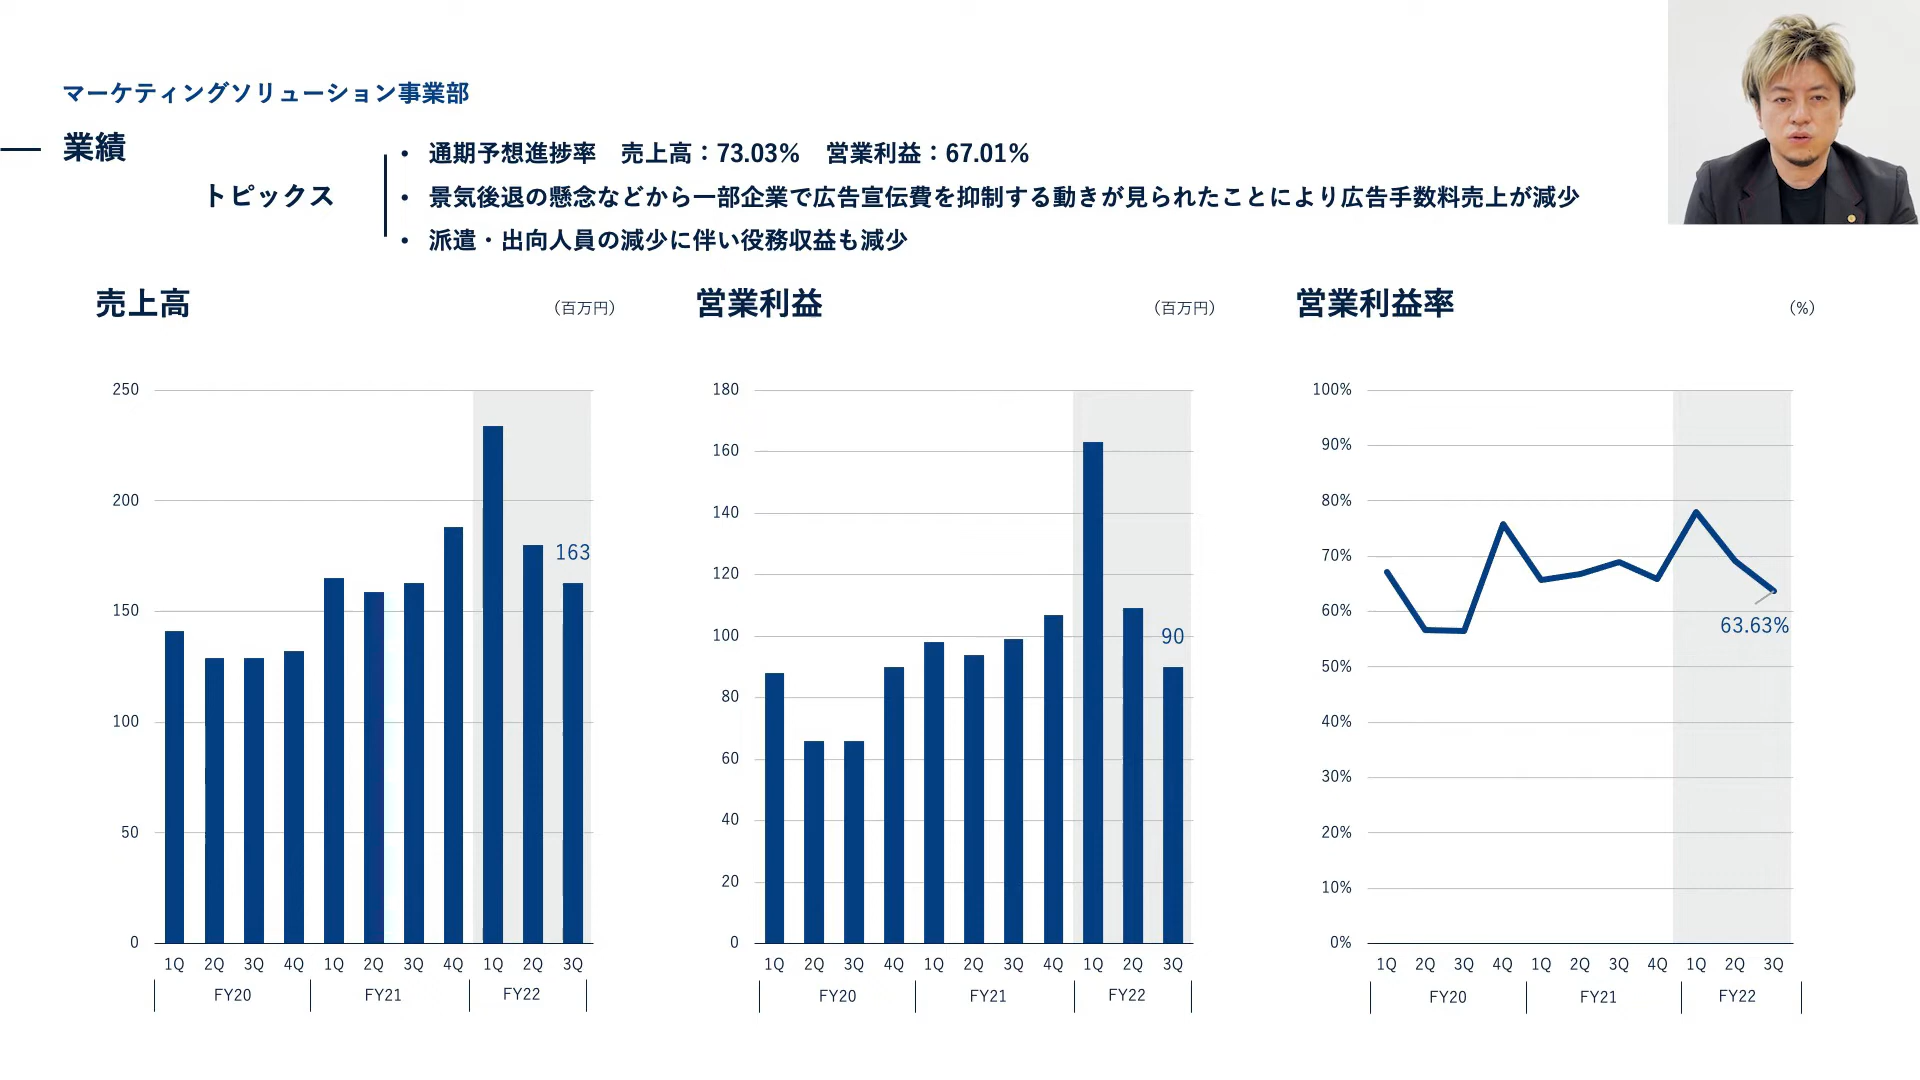 マーケティングソリューション事業部
業績
トピックス
• 通期予想進捗率　売上高：73.03%　営業利益：67.01%
• 景気後退の懸念などから一部企業で広告宣伝費を抑制する動きが見られたことにより広告手数料売上が減少
• 派遣・出向人員の減少に伴い役務収益も減少
売上高 （百万円）
250
200
150
100
50
0
163
1Q 2Q 3Q 4Q 1Q 2Q 3Q 4Q 1Q 2Q 3Q
FY20 FY21 FY22
営業利益 （百万円）
180
160
140
120
100
80
60
40
20
0
90
1Q 2Q 3Q 4Q 1Q 2Q 3Q 4Q 1Q 2Q 3Q
FY20 FY21 FY22
営業利益率 （%）
100%
90%
80%
70%
60%
50%
40%
30%
20%
10%
0%
63.63%
1Q 2Q 3Q 4Q 1Q 2Q 3Q 4Q 1Q 2Q 3Q
FY20 FY21 FY22